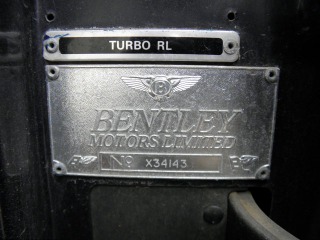 TURBO RL
B
BENTLEY
MOTORS LIMITED
No X34143